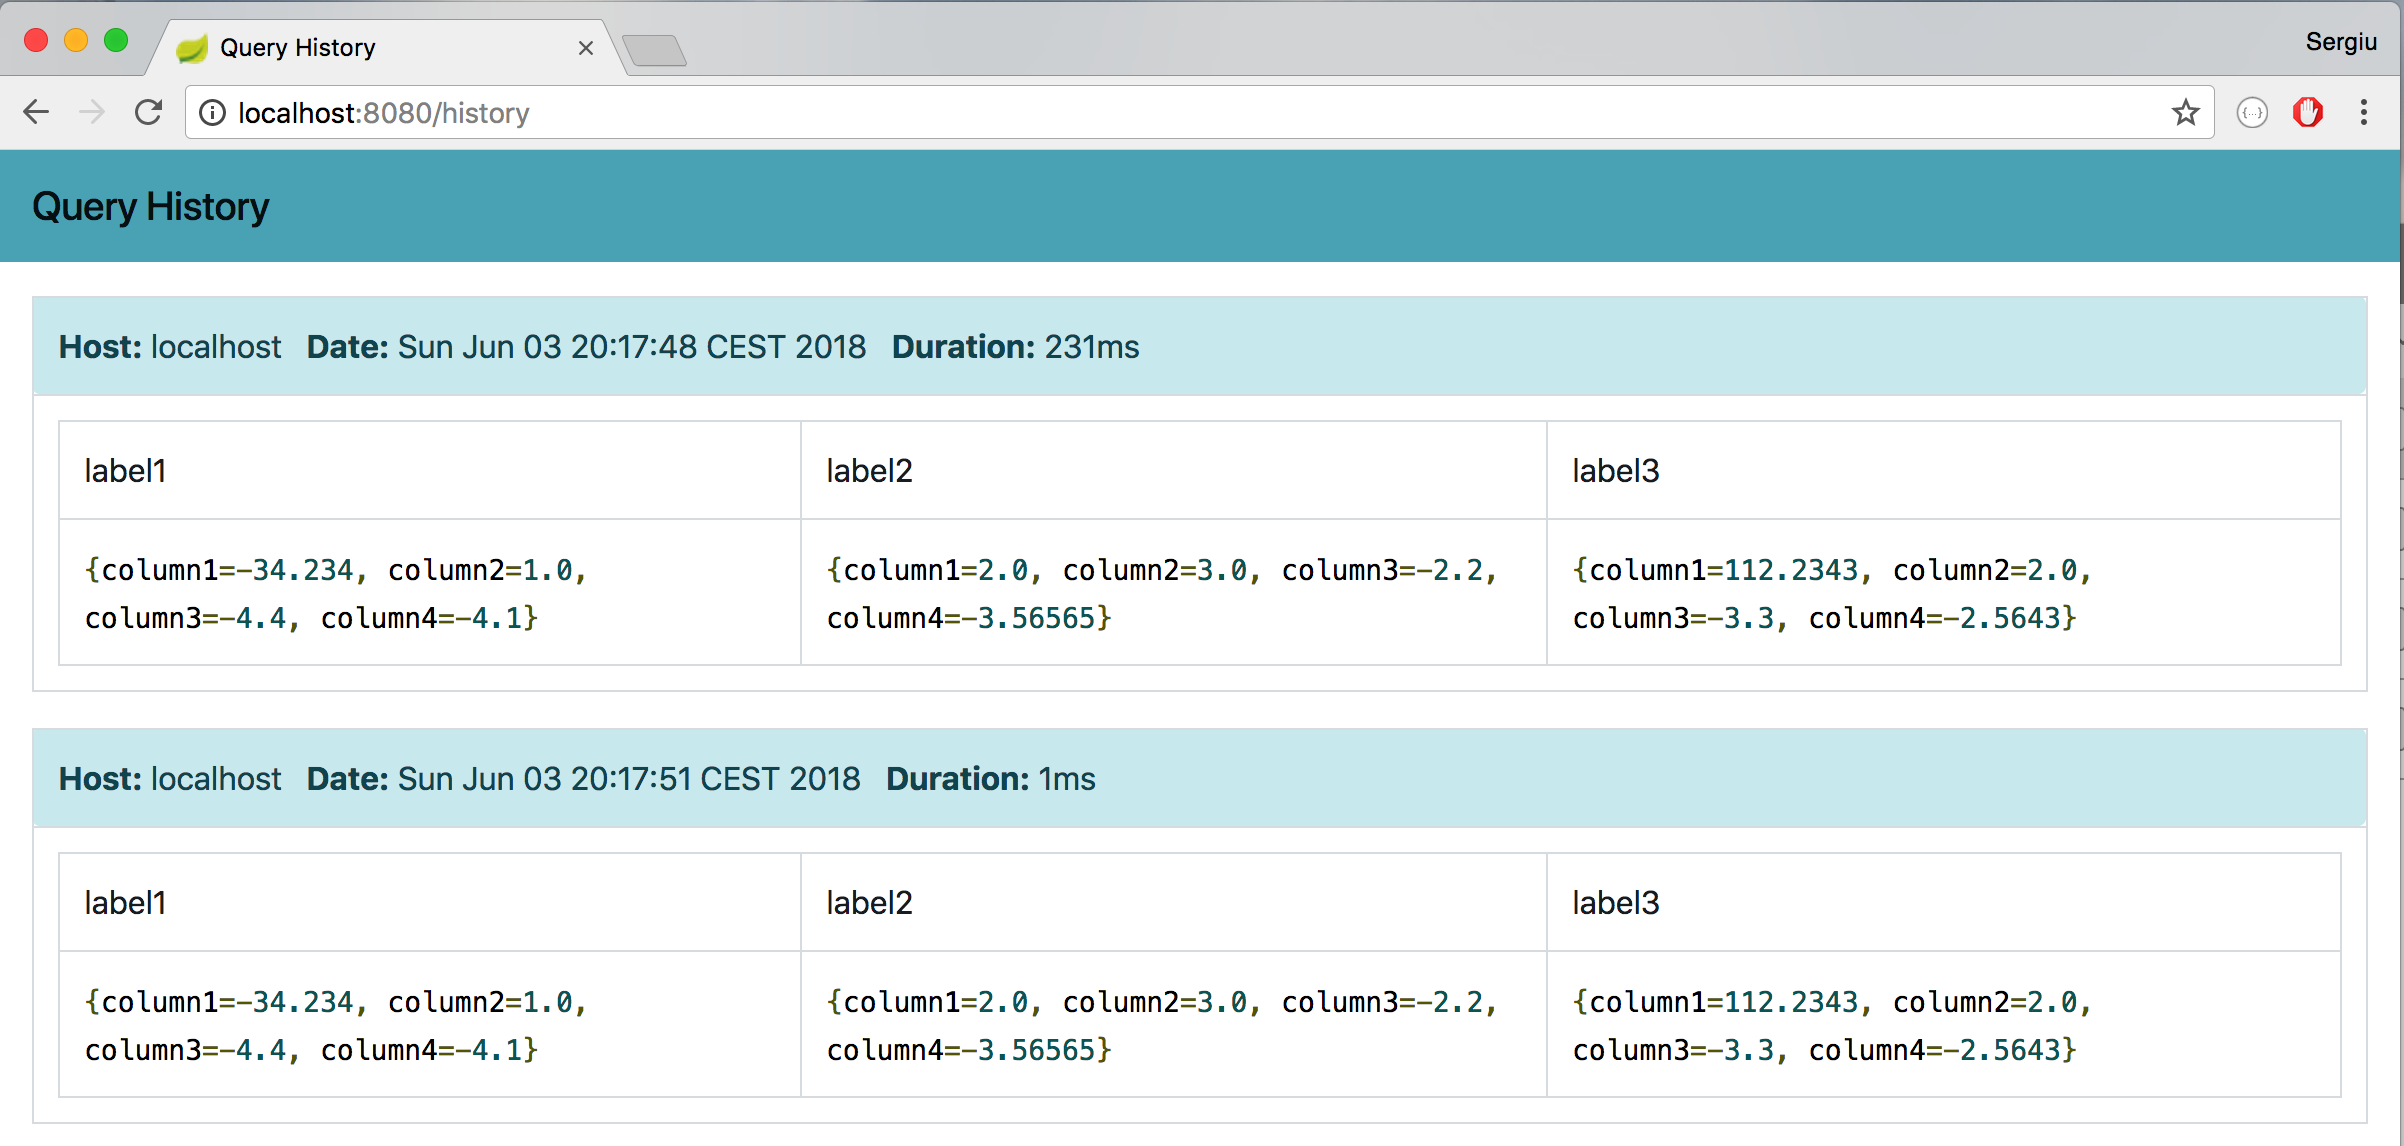 Query History
Sergiu
localhost:8080/history
Query History
Host: localhost Date: Sun Jun 03 20:17:48 CEST 2018 Duration: 231ms
label1 label2 label3
{column1=-34.234, column2=1.0, {column1=2.0, column2=3.0, column3=-2.2, {column1=112.2343, column2=2.0,
column3=-4.4, column4=-4.1} column4=-3.56565} column3=-3.3, column4=-2.5643}
Host: localhost Date: Sun Jun 03 20:17:51 CEST 2018 Duration: 1ms
label1 label2 label3
{column1=-34.234, column2=1.0, {column1=2.0, column2=3.0, column3=-2.2, {column1=112.2343, column2=2.0,
column3=-4.4, column4=-4.1} column4=-3.56565} column3=-3.3, column4=-2.5643}